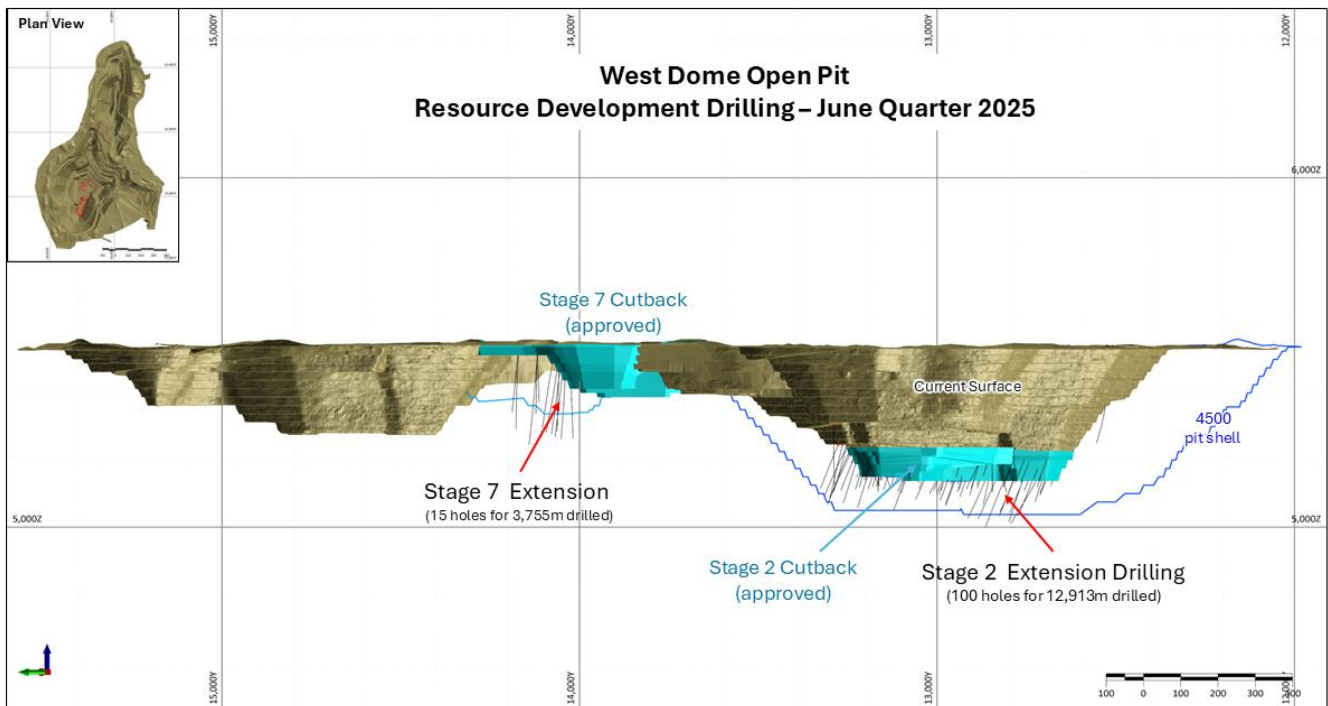 Plan View
15,000Y
14,000Y
13,000Y
12,000Y
West Dome Open Pit
Resource Development Drilling – June Quarter 2025
6,000Z
Stage 7 Cutback
(approved)
Current Surface
4500
pit shell
Stage 7 Extension
(15 holes for 3,755m drilled)
5,000Z
5,000Z
Stage 2 Cutback
(approved)
Stage 2 Extension Drilling
(100 holes for 12,913m drilled)
15,000Y
14,000Y
13,000Y
100 0 100 200 300